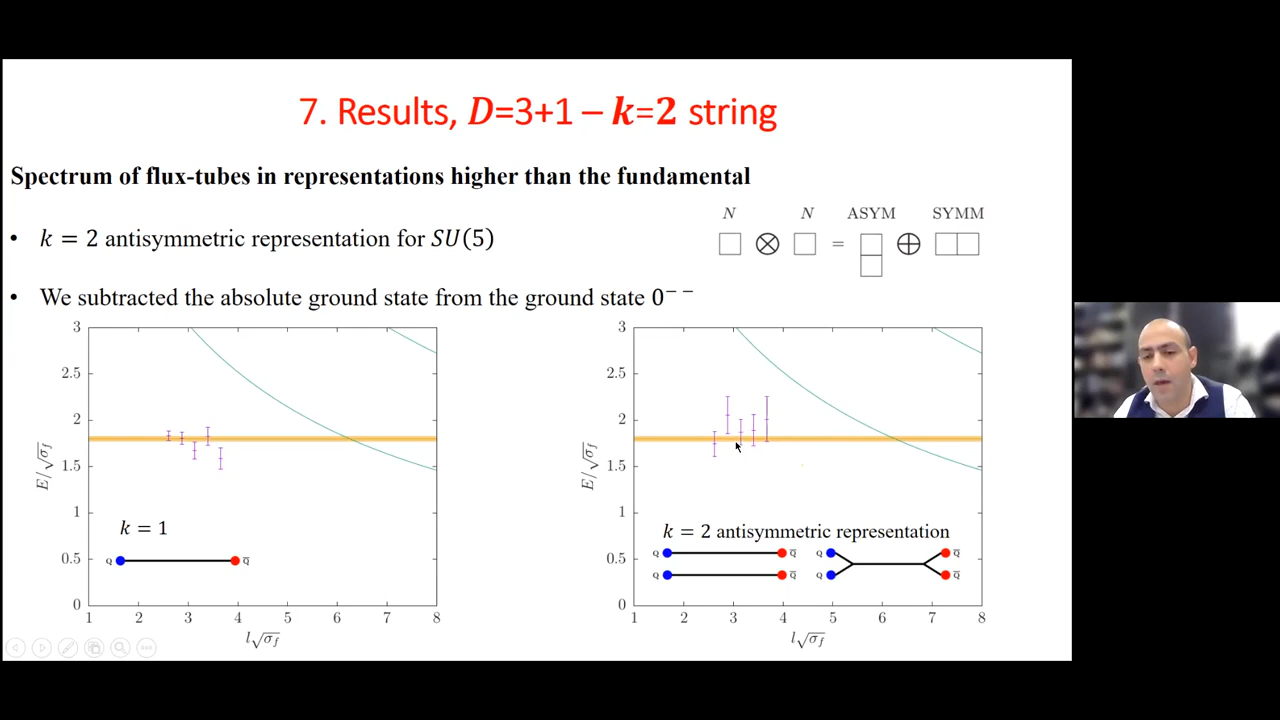 7. Results, D=3+1 – k=2 string
Spectrum of flux-tubes in representations higher than the fundamental
N N ASYM SYMM
⊗ = ⊕
• k = 2 antisymmetric representation for SU(5)
• We subtracted the absolute ground state from the ground state 0⁻ ⁻
3
2.5
2
1.5
1
0.5
0
E/√σf
k = 1
Q Q̅
1 2 3 4 5 6 7 8
l√σf
3
2.5
2
1.5
1
0.5
0
E/√σf
k = 2 antisymmetric representation
Q Q̅ Q Q̅
Q Q̅ Q Q̅
1 2 3 4 5 6 7 8
l√σf